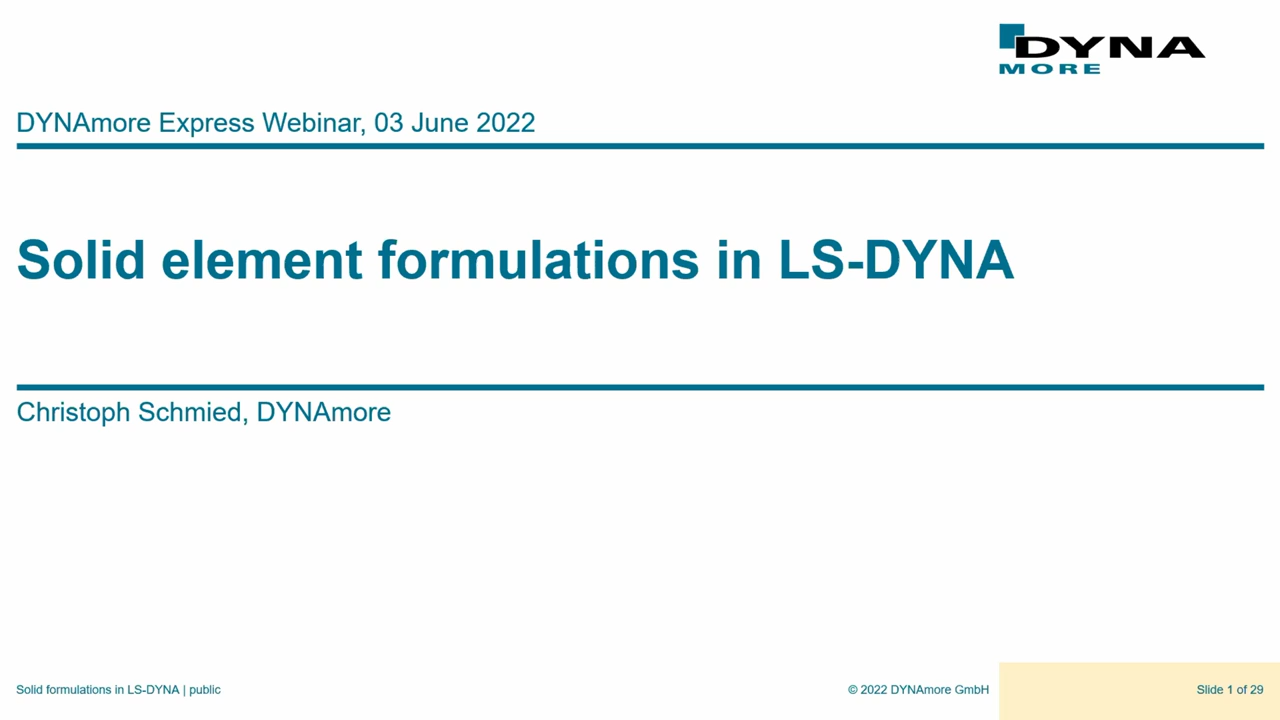 DYNA
MORE
DYNAmore Express Webinar, 03 June 2022
Solid element formulations in LS-DYNA
Christoph Schmied, DYNAmore
Solid formulations in LS-DYNA | public
© 2022 DYNAmore GmbH
Slide 1 of 29